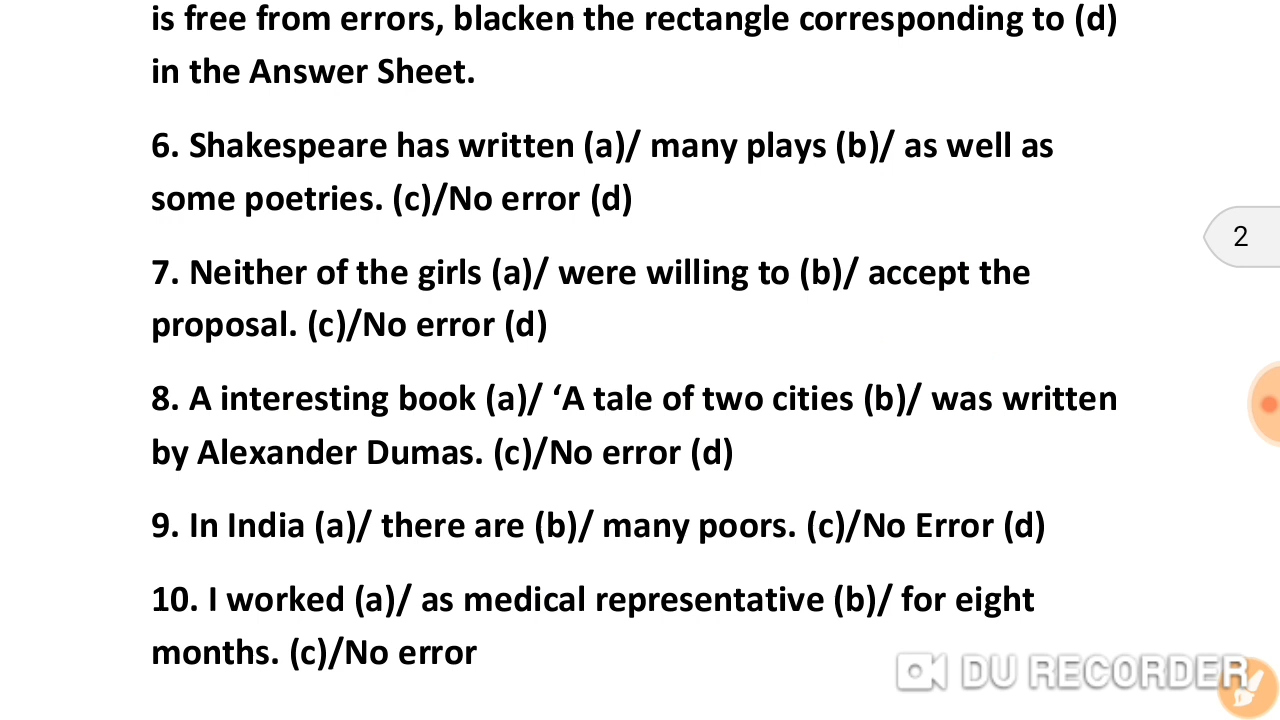 is free from errors, blacken the rectangle corresponding to (d)
in the Answer Sheet.
6. Shakespeare has written (a)/ many plays (b)/ as well as
some poetries. (c)/No error (d)
7. Neither of the girls (a)/ were willing to (b)/ accept the
proposal. (c)/No error (d)
8. A interesting book (a)/ ‘A tale of two cities (b)/ was written
by Alexander Dumas. (c)/No error (d)
9. In India (a)/ there are (b)/ many poors. (c)/No Error (d)
10. I worked (a)/ as medical representative (b)/ for eight
months. (c)/No error
2
DU RECORDER